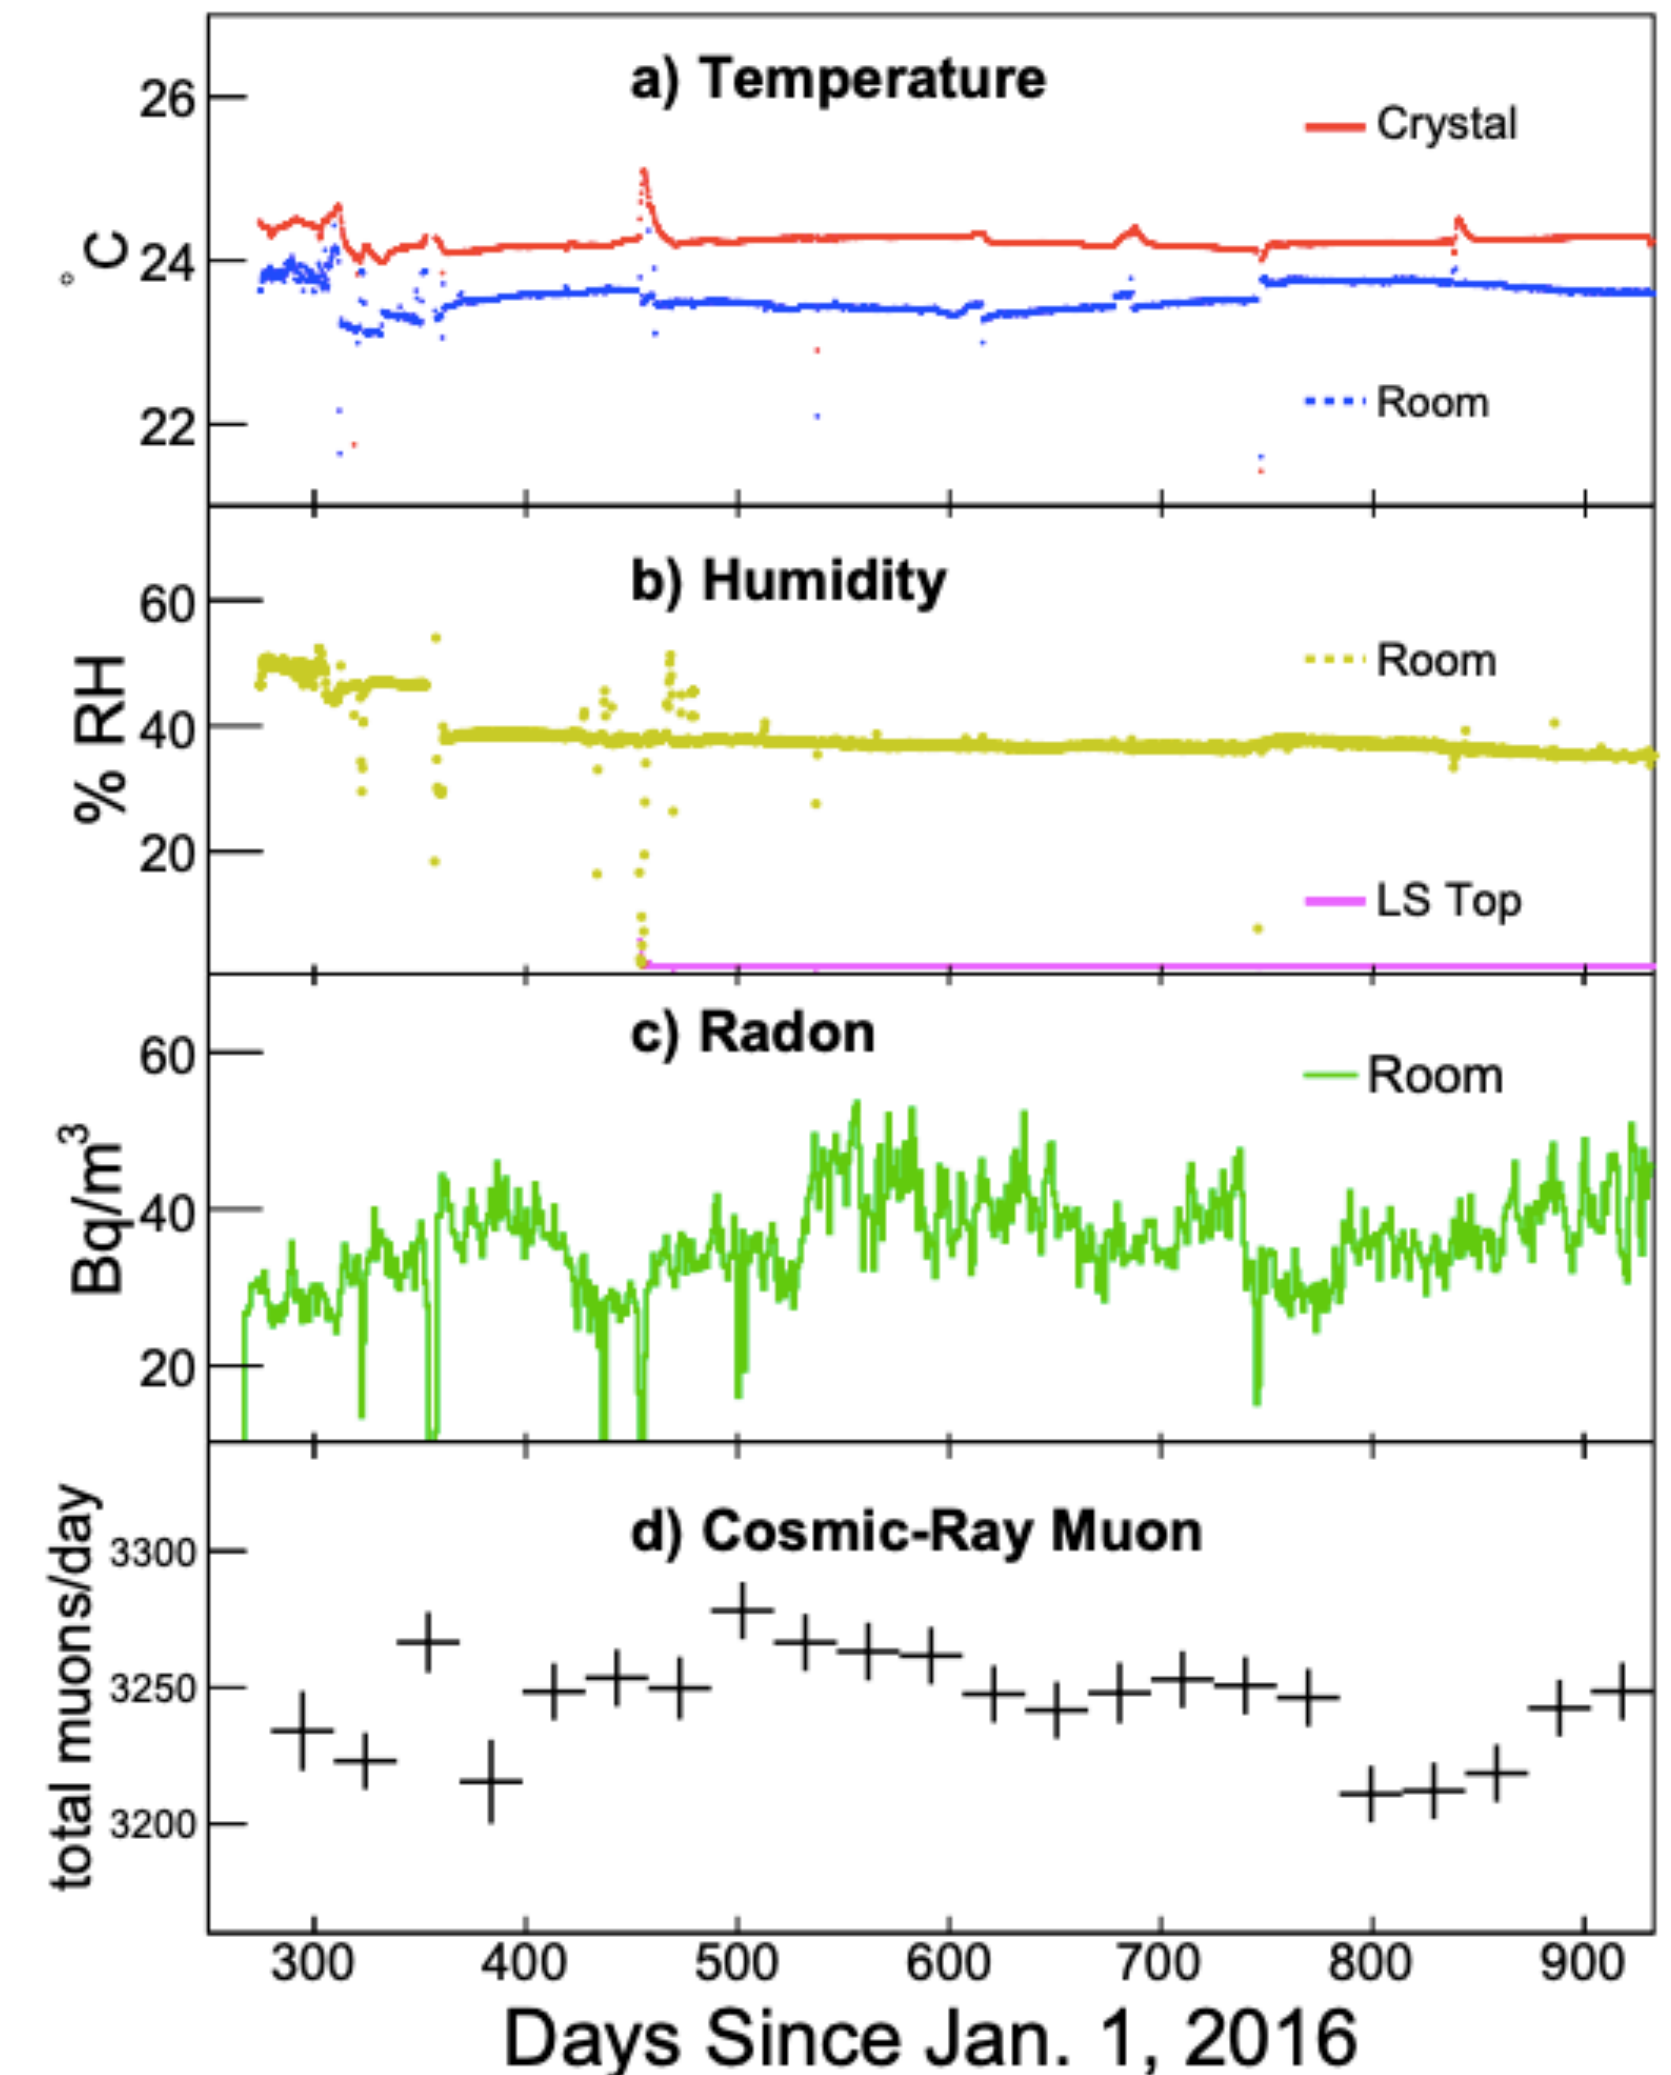 a) Temperature
26
Crystal
° C
24
22
Room
b) Humidity
60
Room
% RH
40
20
LS Top
c) Radon
60
Room
Bq/m³
40
20
d) Cosmic-Ray Muon
total muons/day
3300
3250
3200
300 400 500 600 700 800 900
Days Since Jan. 1, 2016